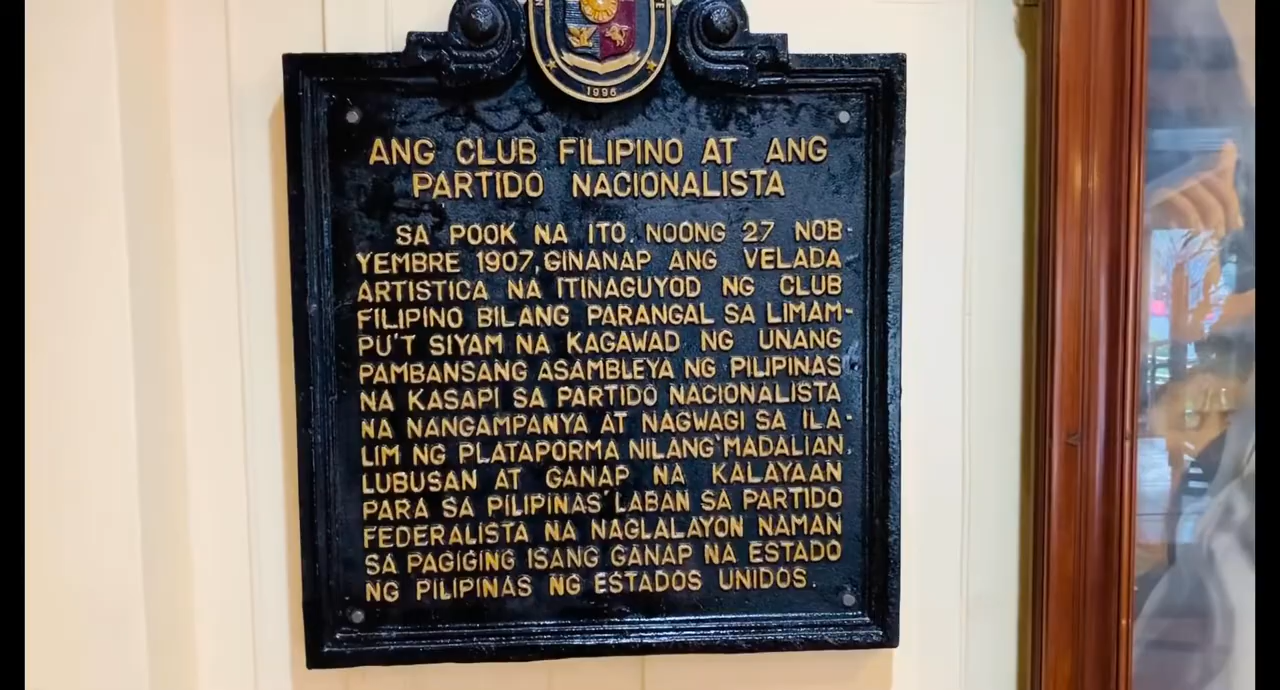 1996
ANG CLUB FILIPINO AT ANG
PARTIDO NACIONALISTA
SA POOK NA ITO, NOONG 27 NOB-
YEMBRE 1907, GINANAP ANG VELADA
ARTISTICA NA ITINAGUYOD NG CLUB
FILIPINO BILANG PARANGAL SA LIMAM-
PU'T SIYAM NA KAGAWAD NG UNANG
PAMBANSANG ASAMBLEYA NG PILIPINAS
NA KASAPI SA PARTIDO NACIONALISTA
NA NANGAMPANYA AT NAGWAGI SA ILA-
LIM NG PLATAPORMA NILANG 'MADALIAN,
LUBUSAN AT GANAP NA KALAYAAN
PARA SA PILIPINAS' LABAN SA PARTIDO
FEDERALISTA NA NAGLALAYON NAMAN
SA PAGIGING ISANG GANAP NA ESTADO
NG PILIPINAS NG ESTADOS UNIDOS.